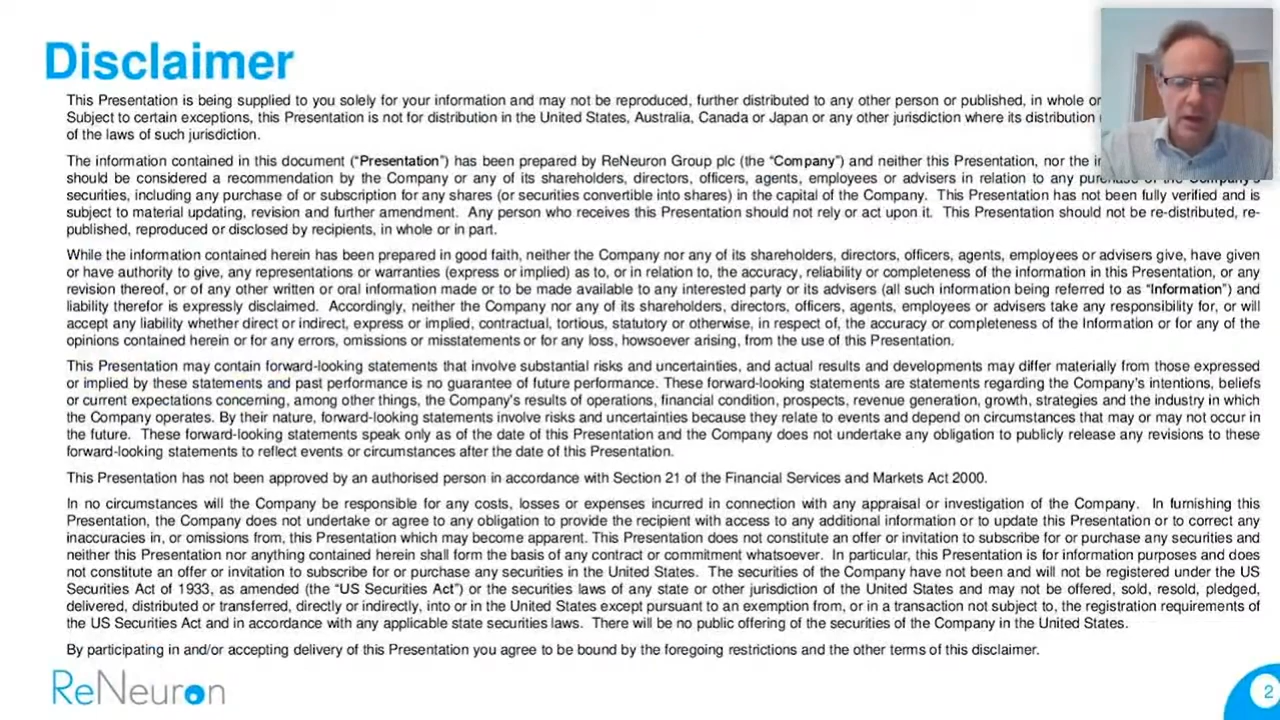 Disclaimer
This Presentation is being supplied to you solely for your information and may not be reproduced, further distributed to any other person or published, in whole or
Subject to certain exceptions, this Presentation is not for distribution in the United States, Australia, Canada or Japan or any other jurisdiction where its distribution
of the laws of such jurisdiction.
The information contained in this document (“Presentation”) has been prepared by ReNeuron Group plc (the “Company”) and neither this Presentation, nor the
should be considered a recommendation by the Company or any of its shareholders, directors, officers, agents, employees or advisers in relation to any purchase of the Company's
securities, including any purchase of or subscription for any shares (or securities convertible into shares) in the capital of the Company. This Presentation has not been fully verified and is
subject to material updating, revision and further amendment. Any person who receives this Presentation should not rely or act upon it. This Presentation should not be re-distributed, re-
published, reproduced or disclosed by recipients, in whole or in part.
While the information contained herein has been prepared in good faith, neither the Company nor any of its shareholders, directors, officers, agents, employees or advisers give, have given
or have authority to give, any representations or warranties (express or implied) as to, or in relation to, the accuracy, reliability or completeness of the information in this Presentation, or any
revision thereof, or of any other written or oral information made or to be made available to any interested party or its advisers (all such information being referred to as “Information”) and
liability therefor is expressly disclaimed. Accordingly, neither the Company nor any of its shareholders, directors, officers, agents, employees or advisers take any responsibility for, or will
accept any liability whether direct or indirect, express or implied, contractual, tortious, statutory or otherwise, in respect of, the accuracy or completeness of the Information or for any of the
opinions contained herein or for any errors, omissions or misstatements or for any loss, howsoever arising, from the use of this Presentation.
This Presentation may contain forward-looking statements that involve substantial risks and uncertainties, and actual results and developments may differ materially from those expressed
or implied by these statements and past performance is no guarantee of future performance. These forward-looking statements are statements regarding the Company's intentions, beliefs
or current expectations concerning, among other things, the Company's results of operations, financial condition, prospects, revenue generation, growth, strategies and the industry in which
the Company operates. By their nature, forward-looking statements involve risks and uncertainties because they relate to events and depend on circumstances that may or may not occur in
the future. These forward-looking statements speak only as of the date of this Presentation and the Company does not undertake any obligation to publicly release any revisions to these
forward-looking statements to reflect events or circumstances after the date of this Presentation.
This Presentation has not been approved by an authorised person in accordance with Section 21 of the Financial Services and Markets Act 2000.
In no circumstances will the Company be responsible for any costs, losses or expenses incurred in connection with any appraisal or investigation of the Company. In furnishing this
Presentation, the Company does not undertake or agree to any obligation to provide the recipient with access to any additional information or to update this Presentation or to correct any
inaccuracies in, or omissions from, this Presentation which may become apparent. This Presentation does not constitute an offer or invitation to subscribe for or purchase any securities and
neither this Presentation nor anything contained herein shall form the basis of any contract or commitment whatsoever. In particular, this Presentation is for information purposes and does
not constitute an offer or invitation to subscribe for or purchase any securities in the United States. The securities of the Company have not been and will not be registered under the US
Securities Act of 1933, as amended (the “US Securities Act”) or the securities laws of any state or other jurisdiction of the United States and may not be offered, sold, resold, pledged,
delivered, distributed or transferred, directly or indirectly, into or in the United States except pursuant to an exemption from, or in a transaction not subject to, the registration requirements of
the US Securities Act and in accordance with any applicable state securities laws. There will be no public offering of the securities of the Company in the United States.
By participating in and/or accepting delivery of this Presentation you agree to be bound by the foregoing restrictions and the other terms of this disclaimer.
ReNeuron
2